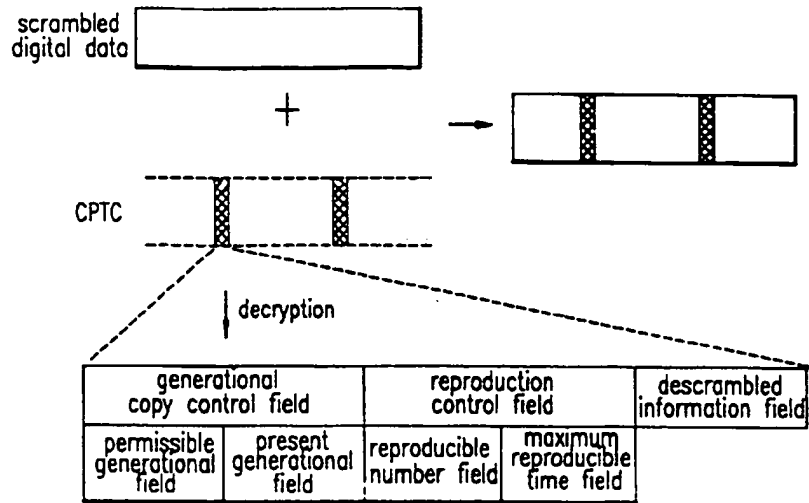 scrambled
digital data
+
CPTC
decryption
generational
copy control field
reproduction
control field
descrambled
information field
permissible
generational
field
present
generational
field
reproducible
number field
maximum
reproducible
time field